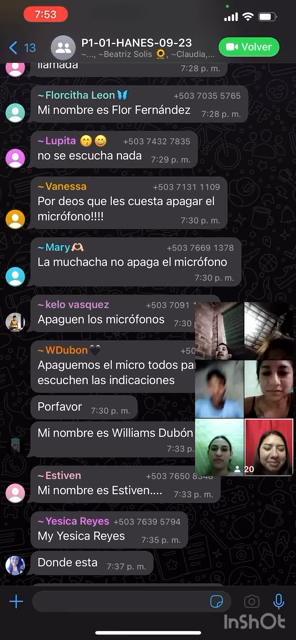 7:53
13
P1-01-HANES-09-23
~..., ~Beatriz Solis 🌻, ~Claudia,...
Volver
llamada
7:28 p. m.
~Florcitha Leon🦋 +503 7035 5765
Mi nombre es Flor Fernández
7:28 p. m.
~Lupita 😁😊 +503 7432 7835
no se escucha nada
7:29 p. m.
~Vanessa +503 7131 1109
Por deos que les cuesta apagar el
micrófono!!!!
7:30 p. m.
~Mary🫶🏻 +503 7669 1378
La muchacha no apaga el micrófono
7:30 p. m.
~kelo vasquez +503 7091
Apaguen los micrófonos 7:30
~WDubon🖤 +50
Apaguemos el micro todos pa
escuchen las indicaciones
Porfavor 7:30 p. m.
Mi nombre es Williams Dubón
7:33 p.
20
~Estiven +503 7650
Mi nombre es Estiven.... 7:33 p. m.
~Yesica Reyes +503 7639 5794
My Yesica Reyes 7:35 p. m.
Donde esta 7:37 p. m.
InShOt